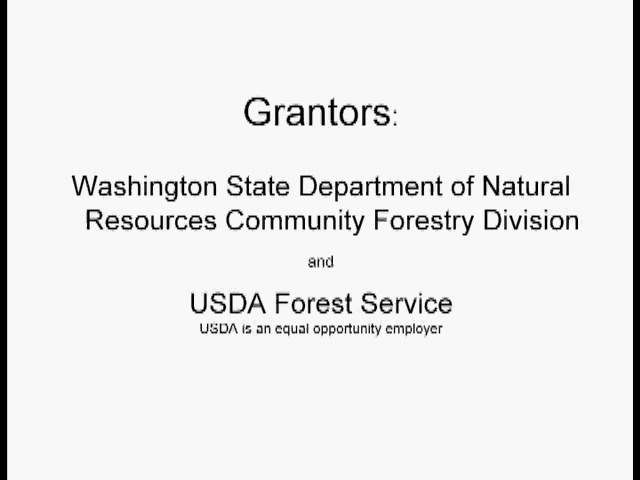 Grantors:
Washington State Department of Natural
Resources Community Forestry Division
and
USDA Forest Service
USDA is an equal opportunity employer